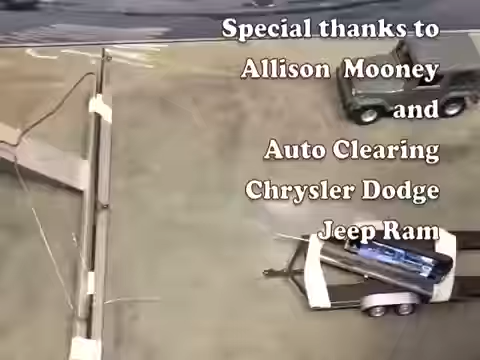 Special thanks to
Allison Mooney
and
Auto Clearing
Chrysler Dodge
Jeep Ram